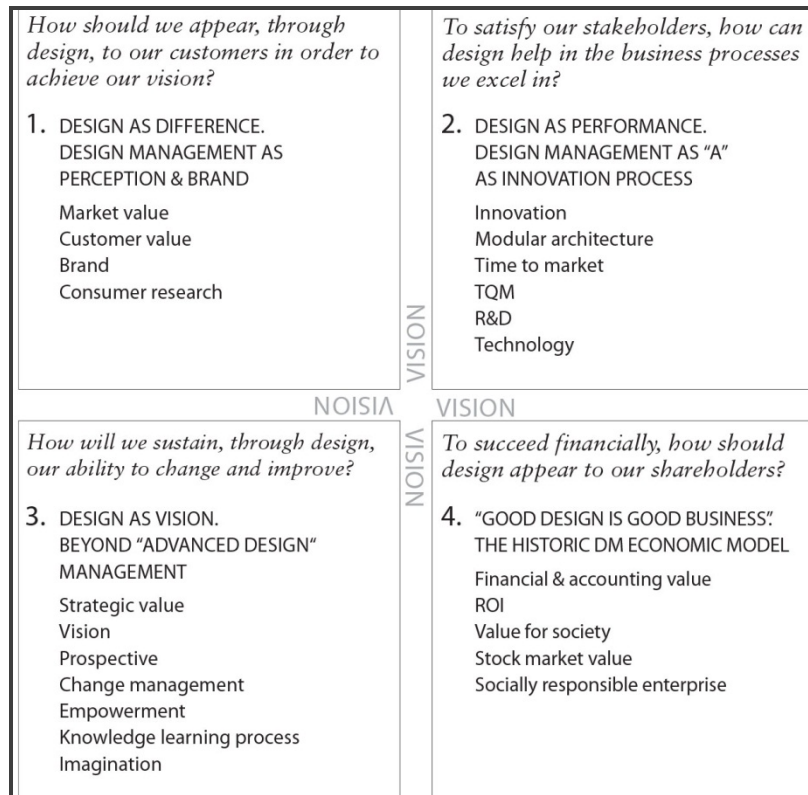 How should we appear, through
design, to our customers in order to
achieve our vision?
1. DESIGN AS DIFFERENCE.
DESIGN MANAGEMENT AS
PERCEPTION & BRAND
Market value
Customer value
Brand
Consumer research
To satisfy our stakeholders, how can
design help in the business processes
we excel in?
2. DESIGN AS PERFORMANCE.
DESIGN MANAGEMENT AS “A”
AS INNOVATION PROCESS
Innovation
Modular architecture
Time to market
TQM
R&D
Technology
VISION
VISION
VISION
VISION
How will we sustain, through design,
our ability to change and improve?
3. DESIGN AS VISION.
BEYOND “ADVANCED DESIGN“
MANAGEMENT
Strategic value
Vision
Prospective
Change management
Empowerment
Knowledge learning process
Imagination
To succeed financially, how should
design appear to our shareholders?
4. “GOOD DESIGN IS GOOD BUSINESS”.
THE HISTORIC DM ECONOMIC MODEL
Financial & accounting value
ROI
Value for society
Stock market value
Socially responsible enterprise